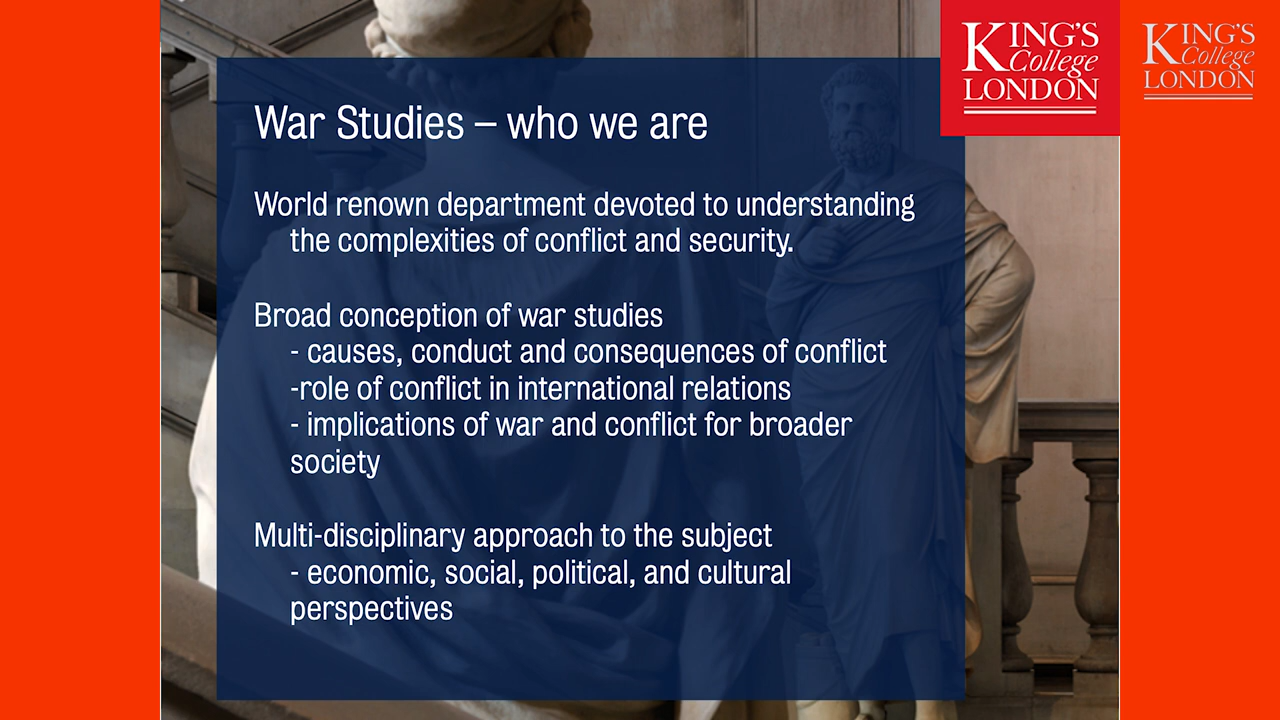 KING'S
College
LONDON
KING'S
College
LONDON
War Studies – who we are
World renown department devoted to understanding
the complexities of conflict and security.
Broad conception of war studies
- causes, conduct and consequences of conflict
-role of conflict in international relations
- implications of war and conflict for broader
society
Multi-disciplinary approach to the subject
- economic, social, political, and cultural
perspectives